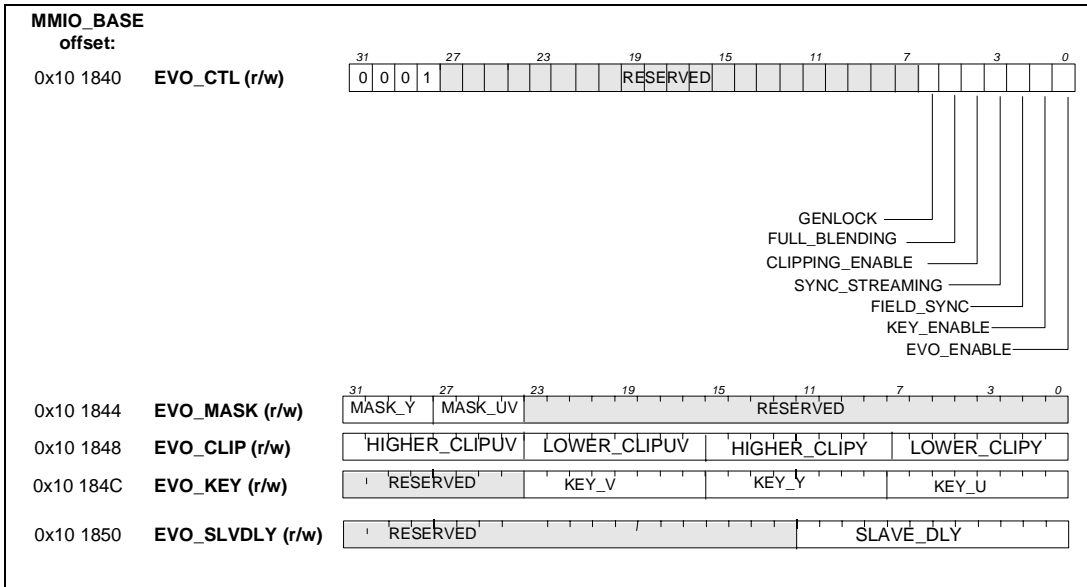 MMIO_BASE
offset:
31 27 23 19 15 11 7 3 0
0x10 1840 EVO_CTL (r/w) 0 0 0 1 RESERVED
GENLOCK
FULL_BLENDING
CLIPPING_ENABLE
SYNC_STREAMING
FIELD_SYNC
KEY_ENABLE
EVO_ENABLE
31 27 23 19 15 11 7 3 0
0x10 1844 EVO_MASK (r/w) MASK_Y MASK_UV RESERVED
0x10 1848 EVO_CLIP (r/w) HIGHER_CLIPUV LOWER_CLIPUV HIGHER_CLIPY LOWER_CLIPY
0x10 184C EVO_KEY (r/w) RESERVED KEY_V KEY_Y KEY_U
0x10 1850 EVO_SLVDLY (r/w) RESERVED SLAVE_DLY